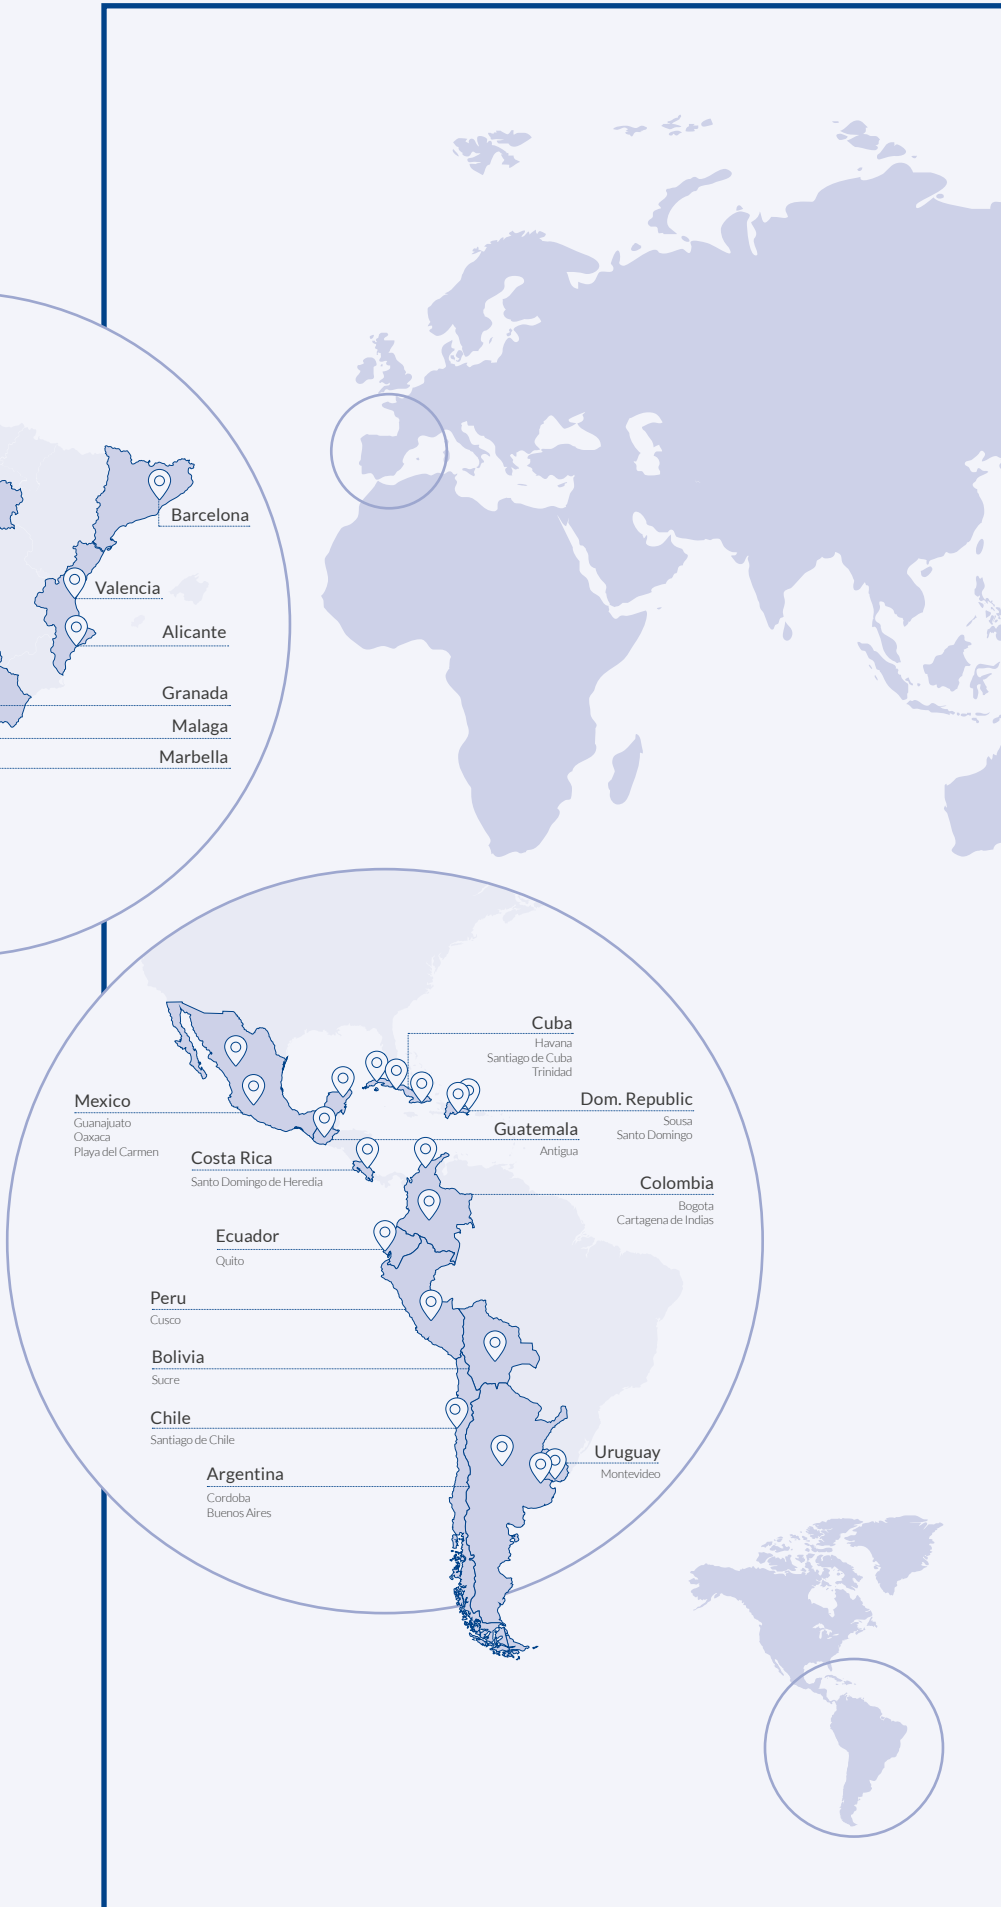 Barcelona
Valencia
Alicante
Granada
Malaga
Marbella
Cuba
Havana
Santiago de Cuba
Trinidad
Mexico
Guanajuato
Oaxaca
Playa del Carmen
Dom. Republic
Sousa
Santo Domingo
Guatemala
Antigua
Costa Rica
Santo Domingo de Heredia
Colombia
Bogota
Cartagena de Indias
Ecuador
Quito
Peru
Cusco
Bolivia
Sucre
Chile
Santiago de Chile
Uruguay
Montevideo
Argentina
Cordoba
Buenos Aires